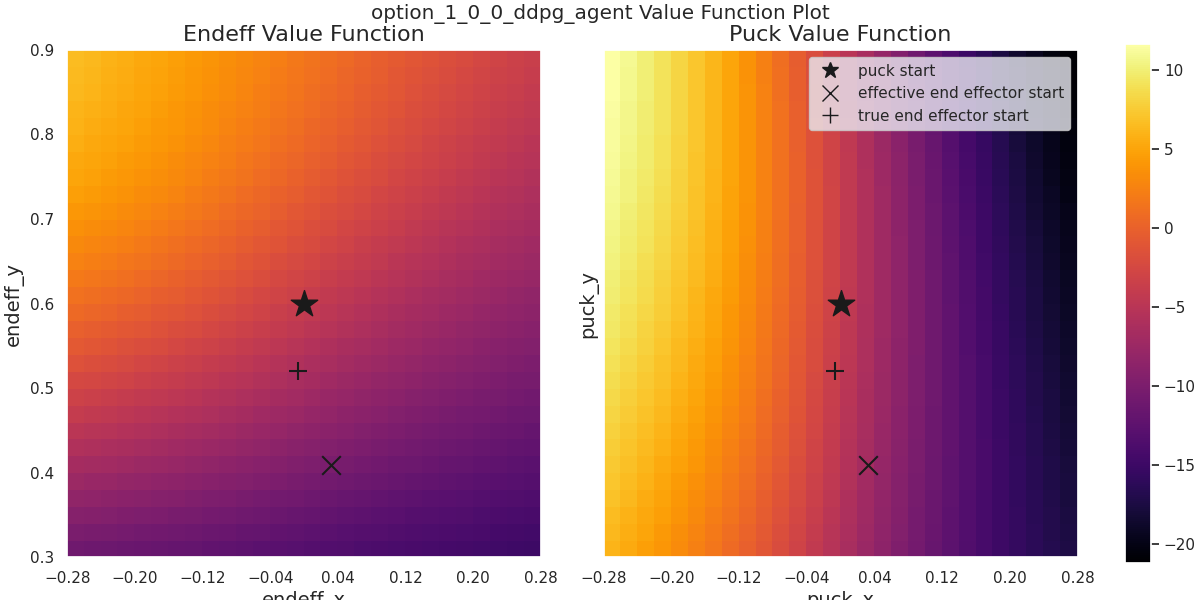 option_1_0_0_ddpg_agent Value Function Plot
Endeff Value Function
Puck Value Function
0.9
0.8
0.7
0.6
0.5
0.4
0.3
endeff_y
−0.28 −0.20 −0.12 −0.04 0.04 0.12 0.20 0.28
endeff_x
puck start
effective end effector start
true end effector start
puck_y
−0.28 −0.20 −0.12 −0.04 0.04 0.12 0.20 0.28
puck_x
10
5
0
−5
−10
−15
−20